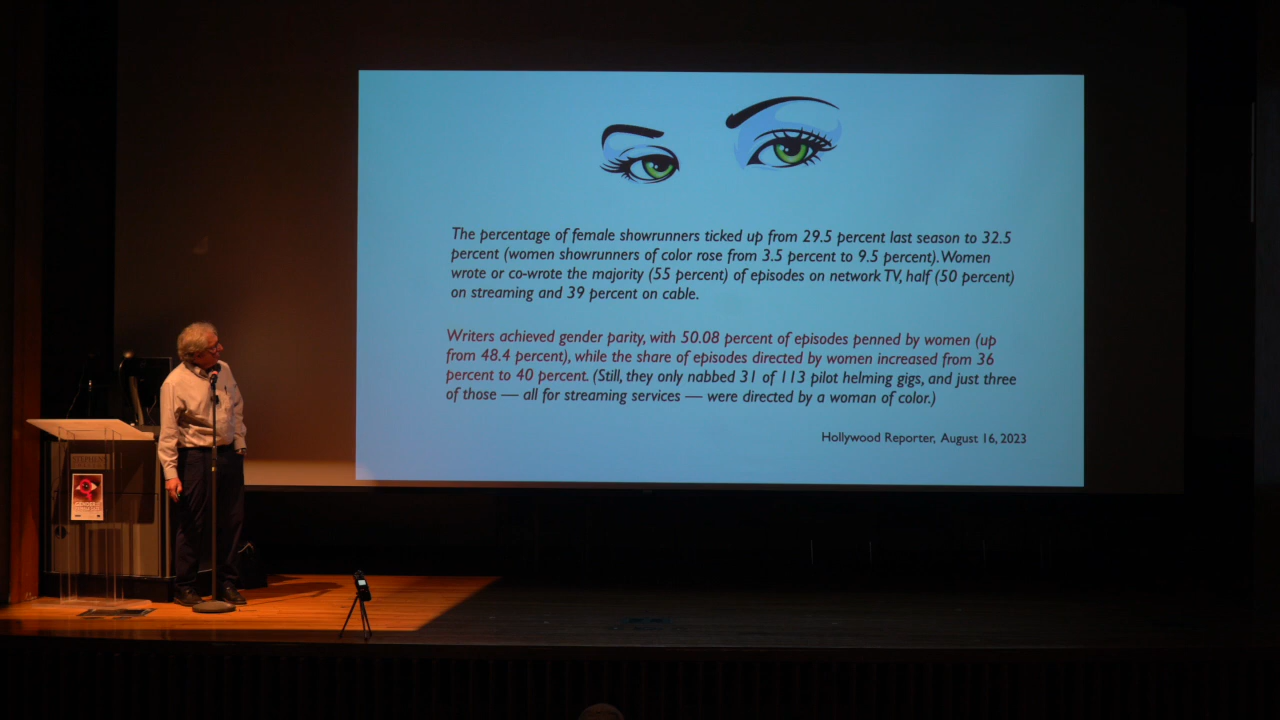 The percentage of female showrunners ticked up from 29.5 percent last season to 32.5
percent (women showrunners of color rose from 3.5 percent to 9.5 percent). Women
wrote or co-wrote the majority (55 percent) of episodes on network TV, half (50 percent)
on streaming and 39 percent on cable.
Writers achieved gender parity, with 50.08 percent of episodes penned by women (up
from 48.4 percent), while the share of episodes directed by women increased from 36
percent to 40 percent. (Still, they only nabbed 31 of 113 pilot helming gigs, and just three
of those — all for streaming services — were directed by a woman of color.)
Hollywood Reporter, August 16, 2023
STEPHENS